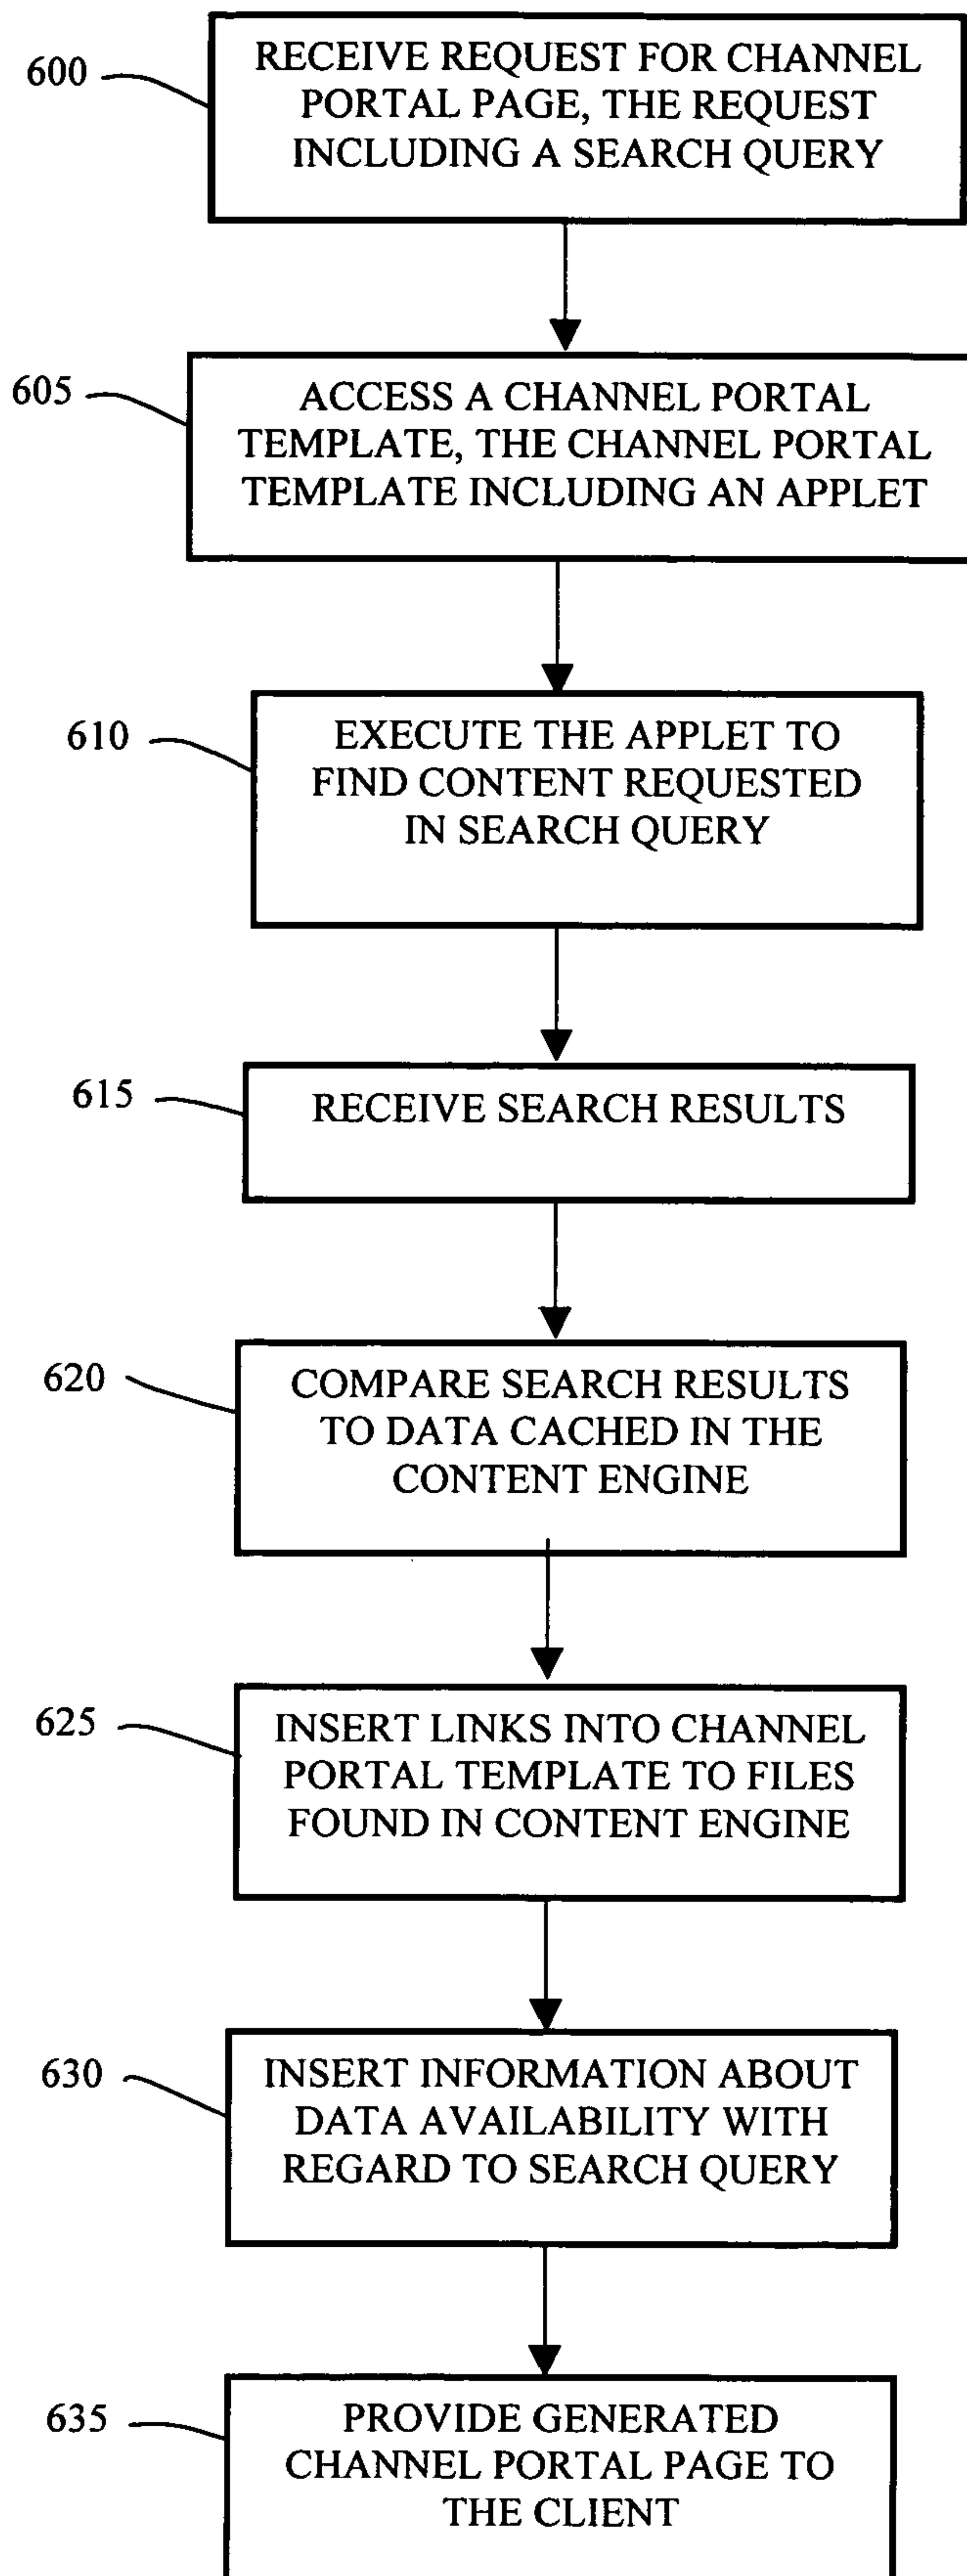 600
RECEIVE REQUEST FOR CHANNEL
PORTAL PAGE, THE REQUEST
INCLUDING A SEARCH QUERY
605
ACCESS A CHANNEL PORTAL
TEMPLATE, THE CHANNEL PORTAL
TEMPLATE INCLUDING AN APPLET
610
EXECUTE THE APPLET TO
FIND CONTENT REQUESTED
IN SEARCH QUERY
615
RECEIVE SEARCH RESULTS
620
COMPARE SEARCH RESULTS
TO DATA CACHED IN THE
CONTENT ENGINE
625
INSERT LINKS INTO CHANNEL
PORTAL TEMPLATE TO FILES
FOUND IN CONTENT ENGINE
630
INSERT INFORMATION ABOUT
DATA AVAILABILITY WITH
REGARD TO SEARCH QUERY
635
PROVIDE GENERATED
CHANNEL PORTAL PAGE TO
THE CLIENT